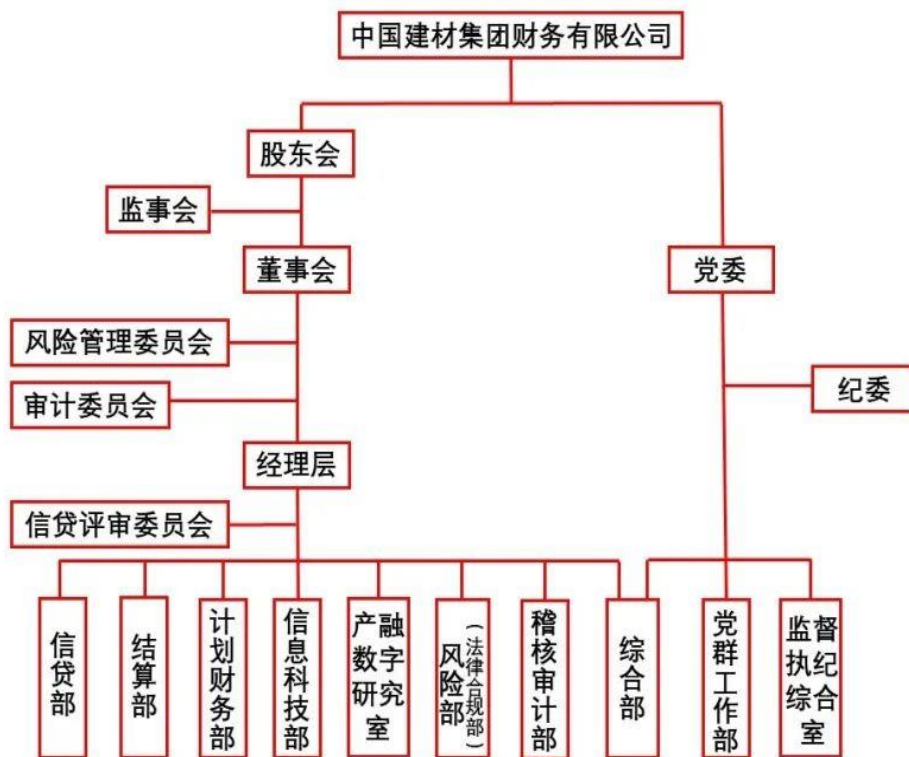 中国建材集团财务有限公司
股东会
监事会
董事会
党委
风险管理委员会
纪委
审计委员会
经理层
信贷评审委员会
信贷部
结算部
计划财务部
信息科技部
产融
数字
研究
室
风险部
(法律合规部)
稽核审计部
综合部
党群工作部
监督
执纪
综合
室